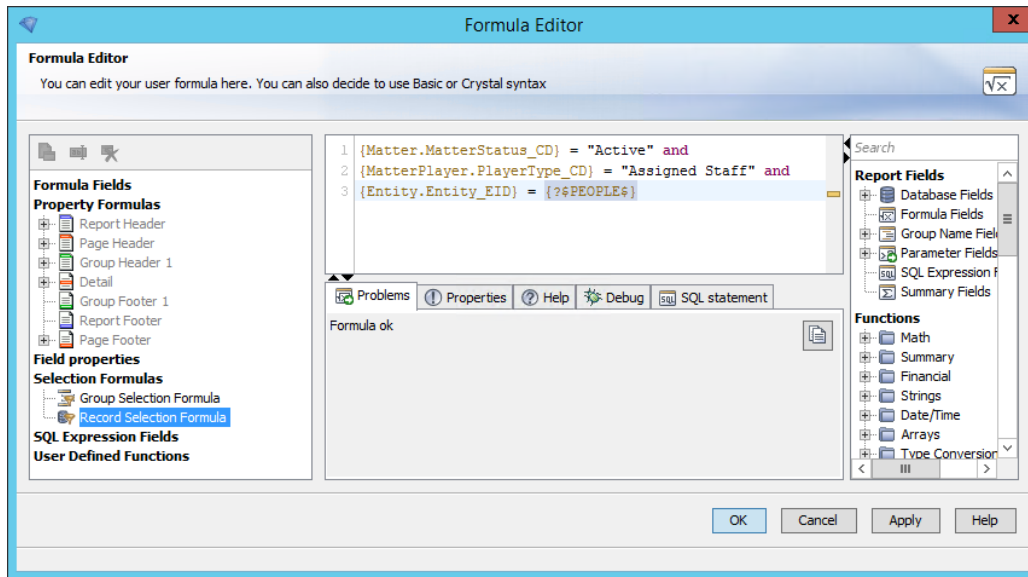 Formula Editor
x
Formula Editor
You can edit your user formula here. You can also decide to use Basic or Crystal syntax
√x
Formula Fields
Property Formulas
Report Header
Page Header
Group Header 1
Detail
Group Footer 1
Report Footer
Page Footer
Field properties
Selection Formulas
Group Selection Formula
Record Selection Formula
SQL Expression Fields
User Defined Functions
1 {Matter.MatterStatus_CD} = "Active" and
2 {MatterPlayer.PlayerType_CD} = "Assigned Staff" and
3 {Entity.Entity_EID} = {?$PEOPLE$}
Problems Properties Help Debug SQL statement
Formula ok
Search
Report Fields
Database Fields
Formula Fields
Group Name Fiel
Parameter Fields
SQL Expression F
Summary Fields
Functions
Math
Summary
Financial
Strings
Date/Time
Arrays
Type Conversion
OK Cancel Apply Help